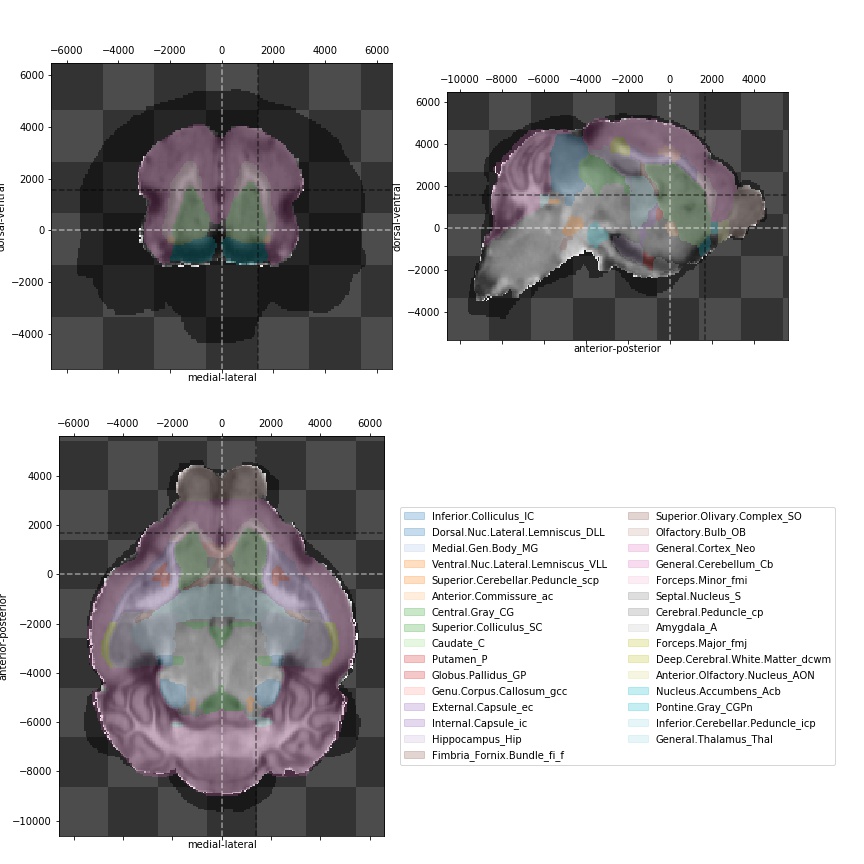 −6000 −4000 −2000 0 2000 4000 6000
6000
4000
2000
0
−2000
−4000
dorsal-ventral
medial-lateral
−10000 −8000 −6000 −4000 −2000 0 2000 4000
6000
4000
2000
0
−2000
−4000
dorsal-ventral
anterior-posterior
−6000 −4000 −2000 0 2000 4000 6000
4000
2000
0
−2000
−4000
−6000
−8000
−10000
anterior-posterior
medial-lateral
Inferior.Colliculus_IC
Dorsal.Nuc.Lateral.Lemniscus_DLL
Medial.Gen.Body_MG
Ventral.Nuc.Lateral.Lemniscus_VLL
Superior.Cerebellar.Peduncle_scp
Anterior.Commissure_ac
Central.Gray_CG
Superior.Colliculus_SC
Caudate_C
Putamen_P
Globus.Pallidus_GP
Genu.Corpus.Callosum_gcc
External.Capsule_ec
Internal.Capsule_ic
Hippocampus_Hip
Fimbria_Fornix.Bundle_fi_f
Superior.Olivary.Complex_SO
Olfactory.Bulb_OB
General.Cortex_Neo
General.Cerebellum_Cb
Forceps.Minor_fmi
Septal.Nucleus_S
Cerebral.Peduncle_cp
Amygdala_A
Forceps.Major_fmj
Deep.Cerebral.White.Matter_dcwm
Anterior.Olfactory.Nucleus_AON
Nucleus.Accumbens_Acb
Pontine.Gray_CGPn
Inferior.Cerebellar.Peduncle_icp
General.Thalamus_Thal